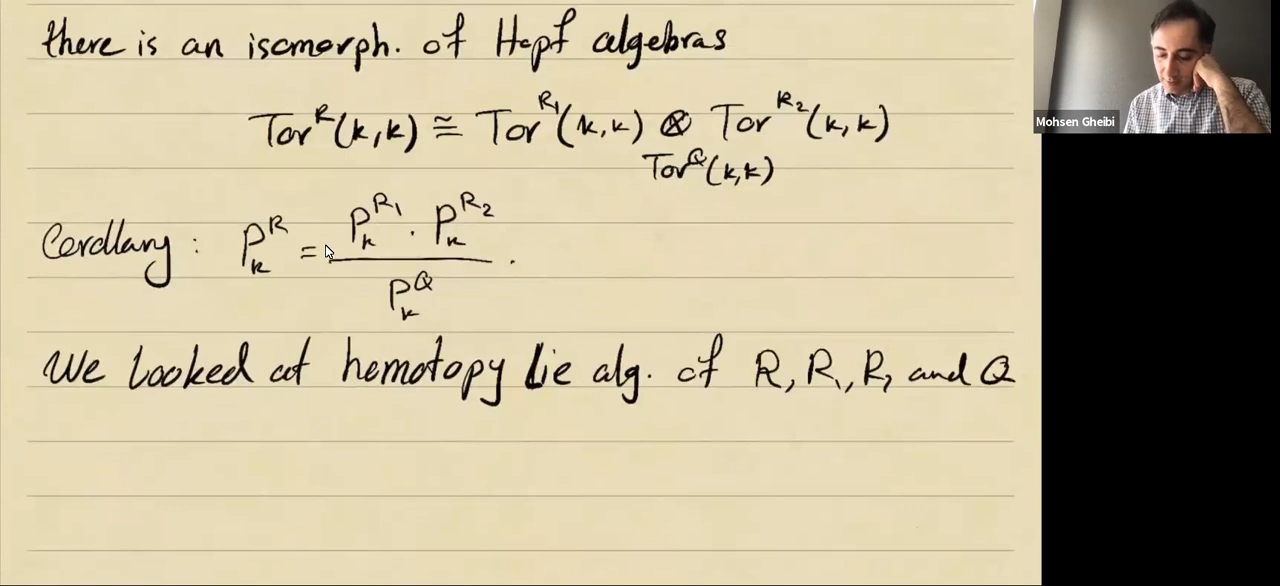 there is an isomorph. of Hopf algebras
Tor^R(k,k) ≅ Tor^{R_1}(k,k) ⊗ Tor^{R_2}(k,k)
Tor^Q(k,k)
Mohsen Gheibi
Corollary: P_k^R = \frac{P_k^{R_1} · P_k^{R_2}}{P_k^Q}.
We looked at homotopy Lie alg. of R, R_1, R_2 and Q